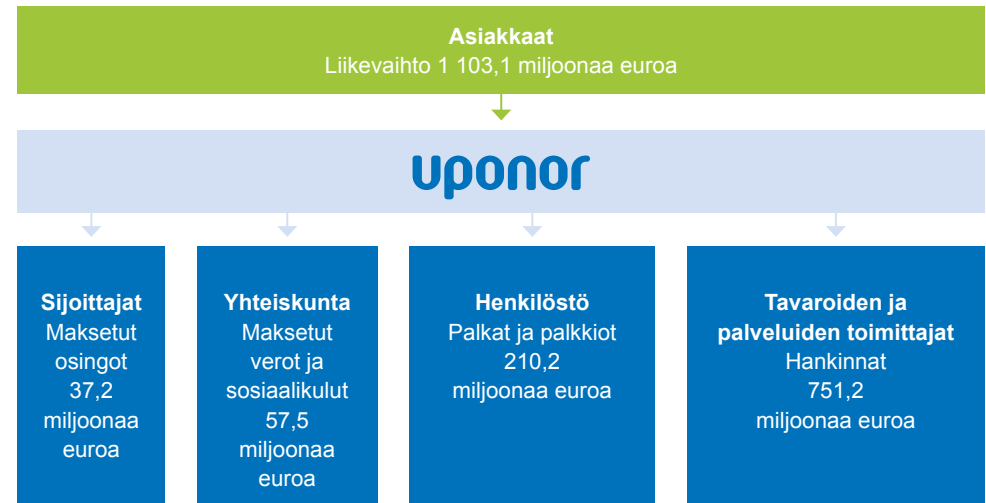 Asiakkaat
Liikevaihto 1 103,1 miljoonaa euroa
uponor
Sijoittajat
Maksetut
osingot
37,2
miljoonaa
euroa
Yhteiskunta
Maksetut
verot ja
sosiaalikulut
57,5
miljoonaa
euroa
Henkilöstö
Palkat ja palkkiot
210,2
miljoonaa euroa
Tavaroiden ja
palveluiden toimittajat
Hankinnat
751,2
miljoonaa euroa